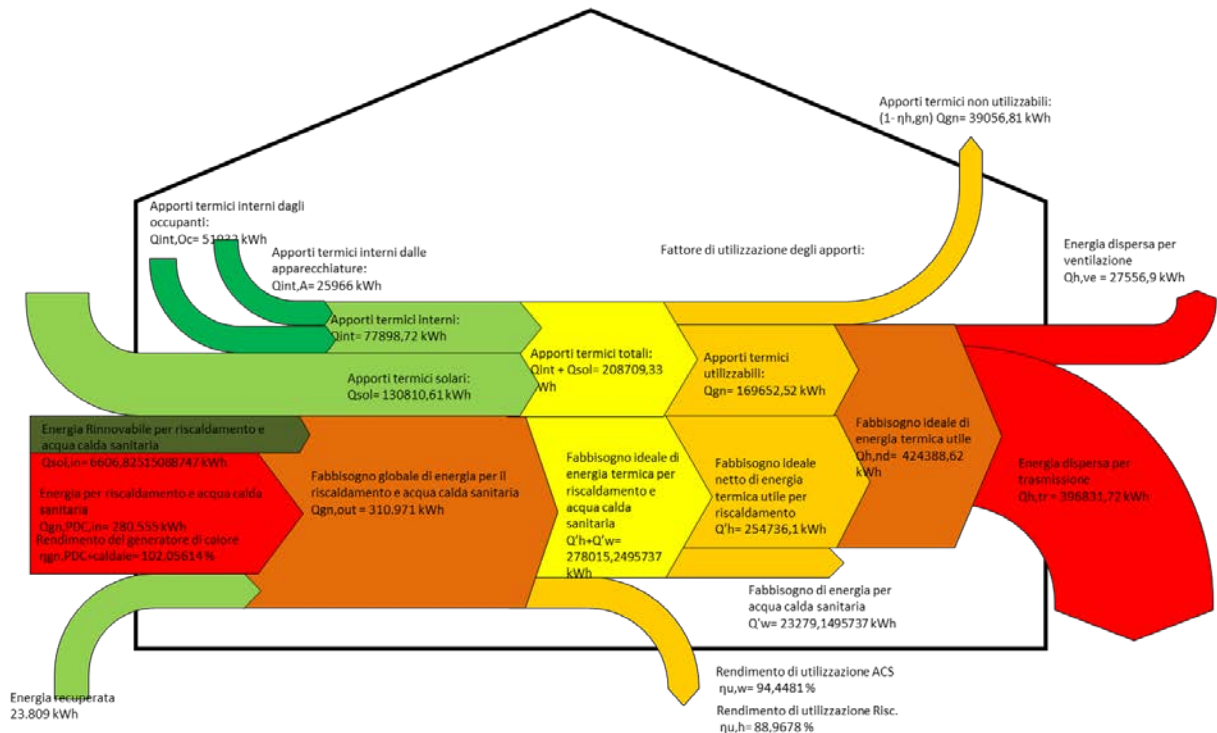 Apporti termici non utilizzabili:
(1- ηh,gn) Qgn= 39056,81 kWh
Apporti termici interni dagli
occupanti:
Qint,Oc= 51932 kWh
Apporti termici interni dalle
apparecchiature:
Qint,A= 25966 kWh
Fattore di utilizzazione degli apporti:
Energia dispersa per
ventilazione
Qh,ve = 27556,9 kWh
Apporti termici interni:
Qint= 77898,72 kWh
Apporti termici solari:
Qsol= 130810,61 kWh
Apporti termici totali:
Qint + Qsol= 208709,33
kWh
Apporti termici
utilizzabili:
Qgn= 169652,52 kWh
Energia Rinnovabile per riscaldamento e
acqua calda sanitaria
Qsol,in= 6606,82515088747 kWh
Energia per riscaldamento e acqua calda
sanitaria
Qgn,PDC,in= 280.555 kWh
Rendimento del generatore di calore
ηgn,PDC+caldaie= 102,05614 %
Fabbisogno globale di energia per il
riscaldamento e acqua calda sanitaria
Qgn,out = 310.971 kWh
Fabbisogno ideale di
energia termica per
riscaldamento e
acqua calda
sanitaria
Q'h+Q'w=
278015,2495737
kWh
Fabbisogno ideale
netto di energia
termica utile per
riscaldamento
Q'h= 254736,1 kWh
Fabbisogno ideale di
energia termica utile
Qh,nd= 424388,62
kWh
Energia dispersa per
trasmissione
Qh,tr = 396831,72 kWh
Fabbisogno di energia per
acqua calda sanitaria
Q'w= 23279,1495737 kWh
Energia recuperata
23.809 kWh
Rendimento di utilizzazione ACS
ηu,w= 94,4481 %
Rendimento di utilizzazione Risc.
ηu,h= 88,9678 %